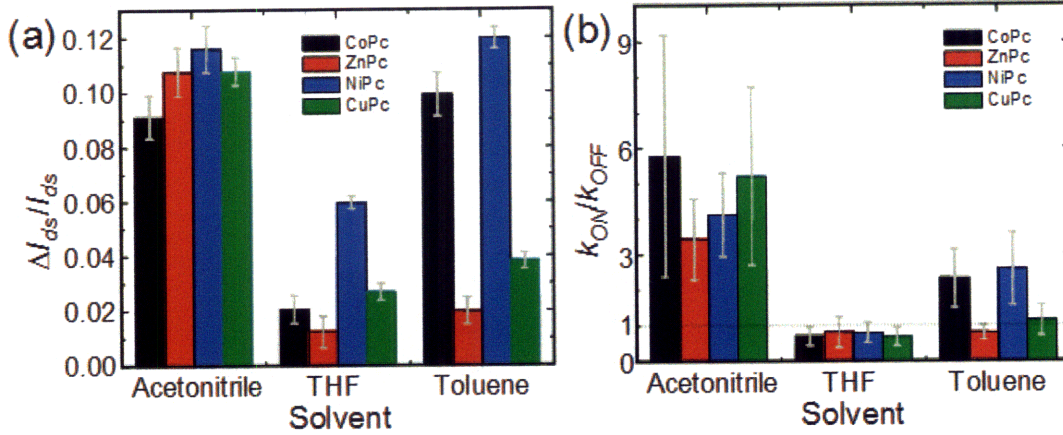 (a)
CoPc
ZnPc
NiPc
CuPc
0.12
0.10
0.08
0.06
0.04
0.02
0.00
ΔI_ds/I_ds
Acetonitrile THF Toluene
Solvent
(b)
CoPc
ZnPc
NiPc
CuPc
9
6
3
1
0
k_ON/k_OFF
Acetonitrile THF Toluene
Solvent